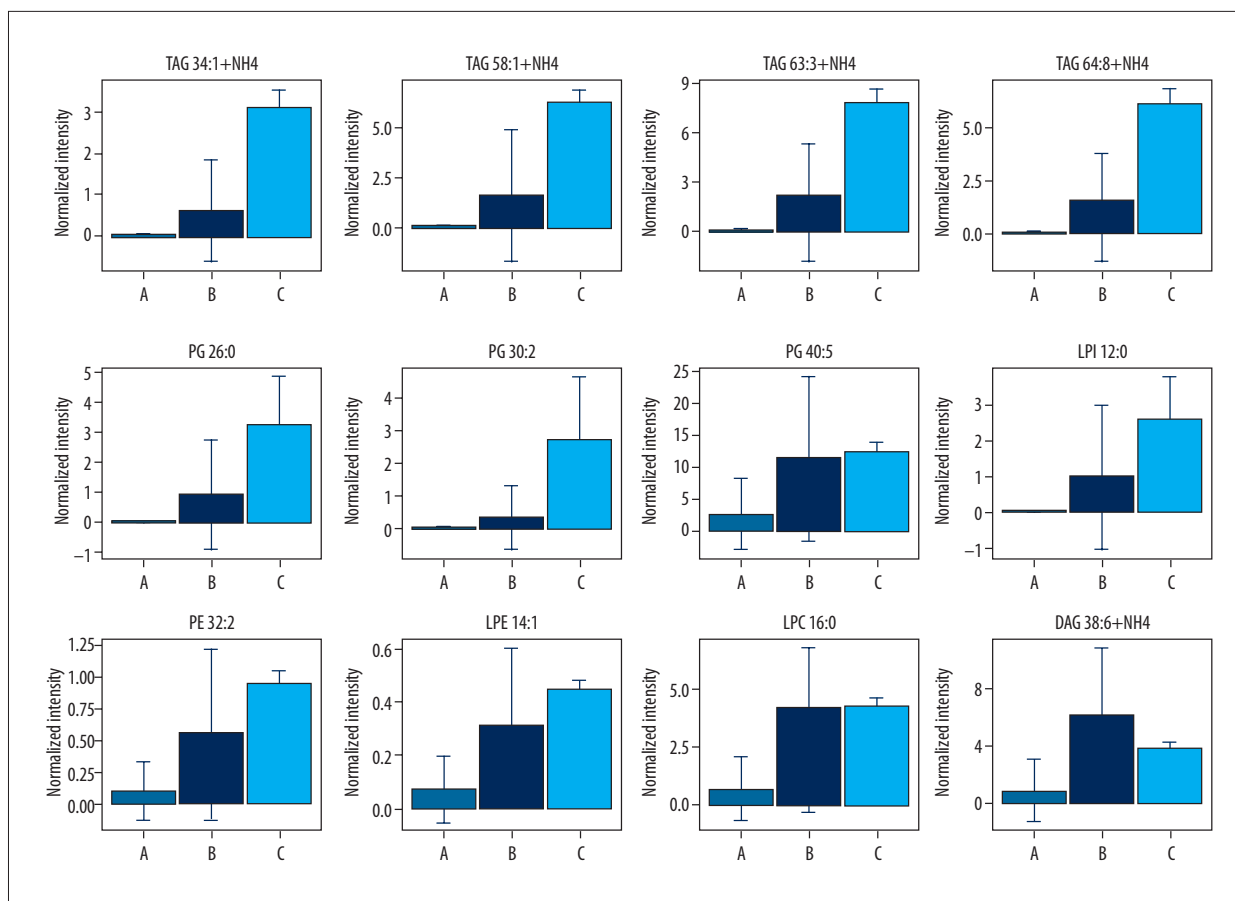 TAG 34:1+NH4
Normalized intensity
3
2
1
0
A B C
TAG 58:1+NH4
Normalized intensity
5.0
2.5
0.0
A B C
TAG 63:3+NH4
Normalized intensity
9
6
3
0
A B C
TAG 64:8+NH4
Normalized intensity
5.0
2.5
0.0
A B C
PG 26:0
Normalized intensity
5
4
3
2
1
0
−1
A B C
PG 30:2
Normalized intensity
4
3
2
1
0
A B C
PG 40:5
Normalized intensity
25
20
15
10
5
0
A B C
LPI 12:0
Normalized intensity
3
2
1
0
−1
A B C
PE 32:2
Normalized intensity
1.25
1.00
0.75
0.50
0.25
0.00
A B C
LPE 14:1
Normalized intensity
0.6
0.4
0.2
0.0
A B C
LPC 16:0
Normalized intensity
5.0
2.5
0.0
A B C
DAG 38:6+NH4
Normalized intensity
8
4
0
A B C